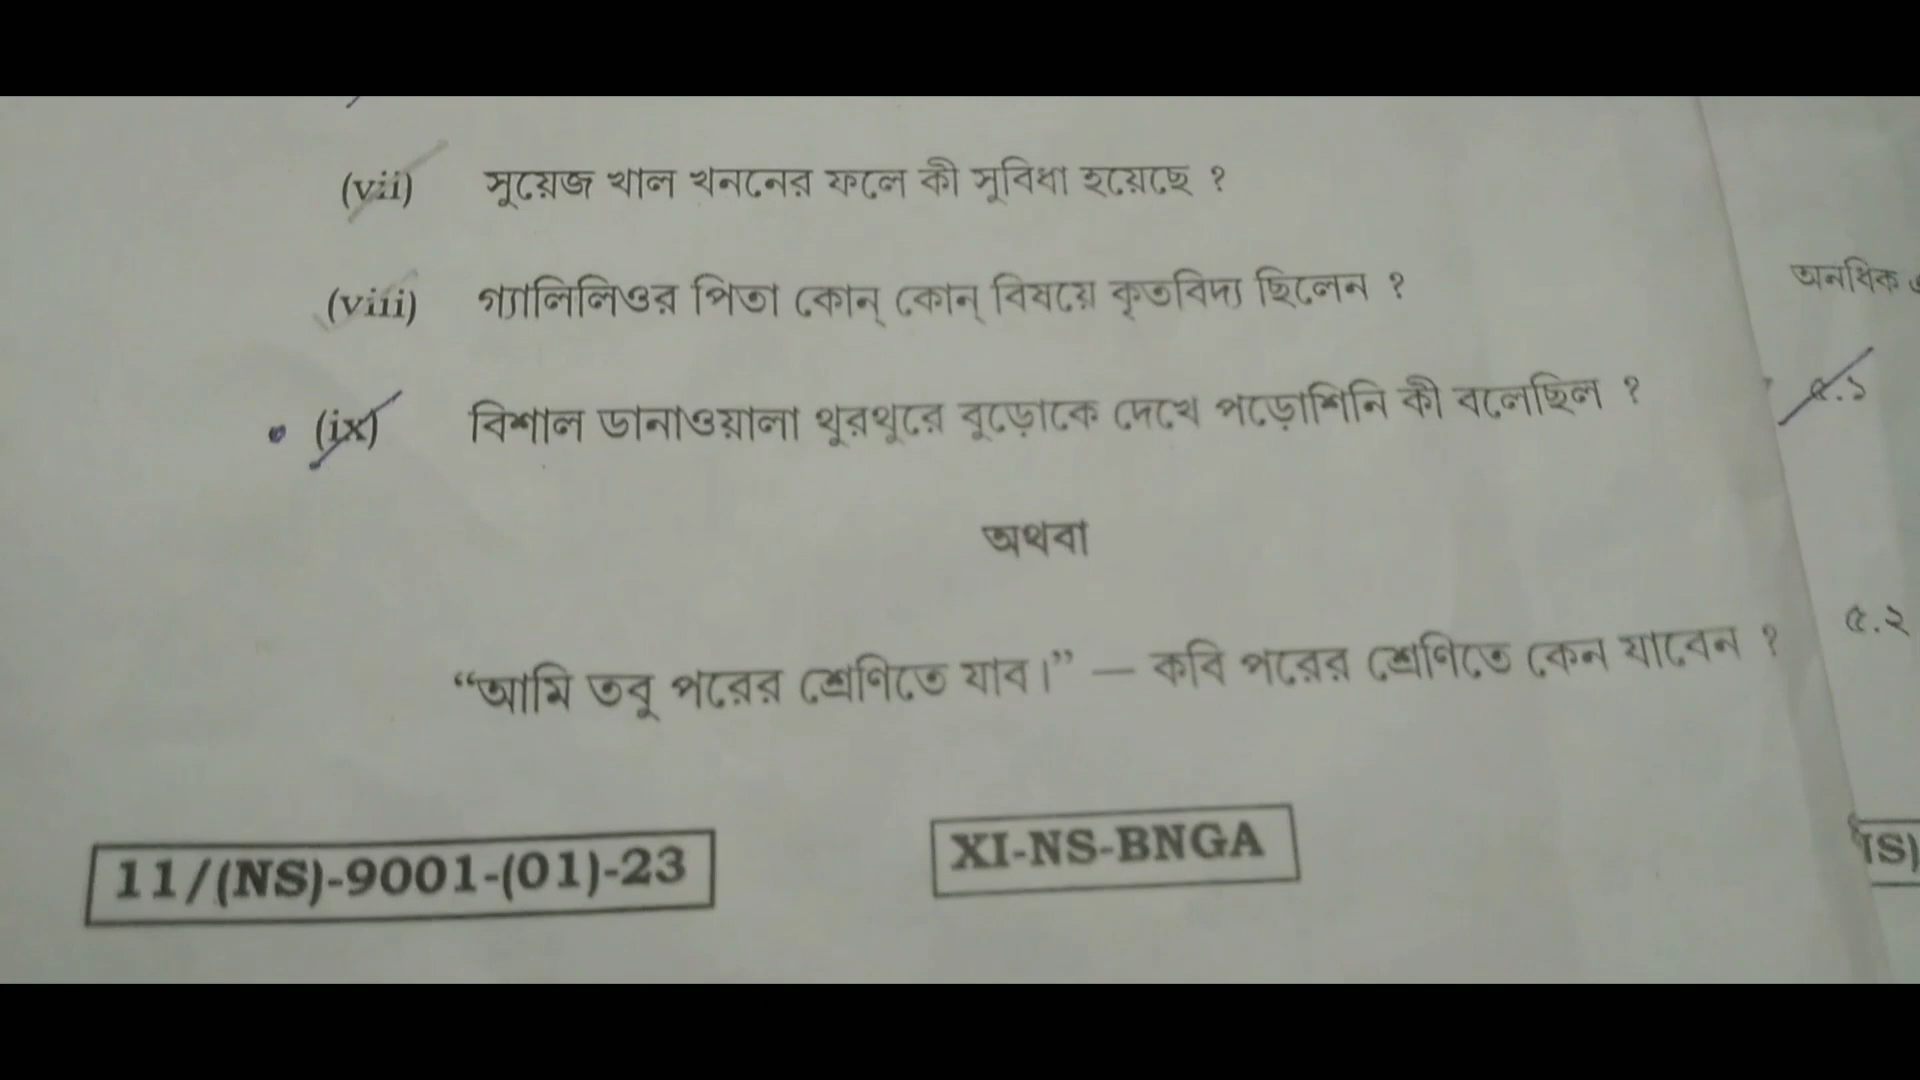 (vii) সুয়েজ খাল খননের ফলে কী সুবিধা হয়েছে ?
(viii) গ্যালিলিওর পিতা কোন্ কোন্ বিষয়ে কৃতবিদ্য ছিলেন ?
অনধিক
(ix) বিশাল ডানাওয়ালা থুরথুরে বুড়োকে দেখে পড়োশিনি কী বলেছিল ?
৫.১
অথবা
“আমি তবু পরের শ্রেণিতে যাব।” — কবি পরের শ্রেণিতে কেন যাবেন ?
৫.২
11/(NS)-9001-(01)-23
XI-NS-BNGA